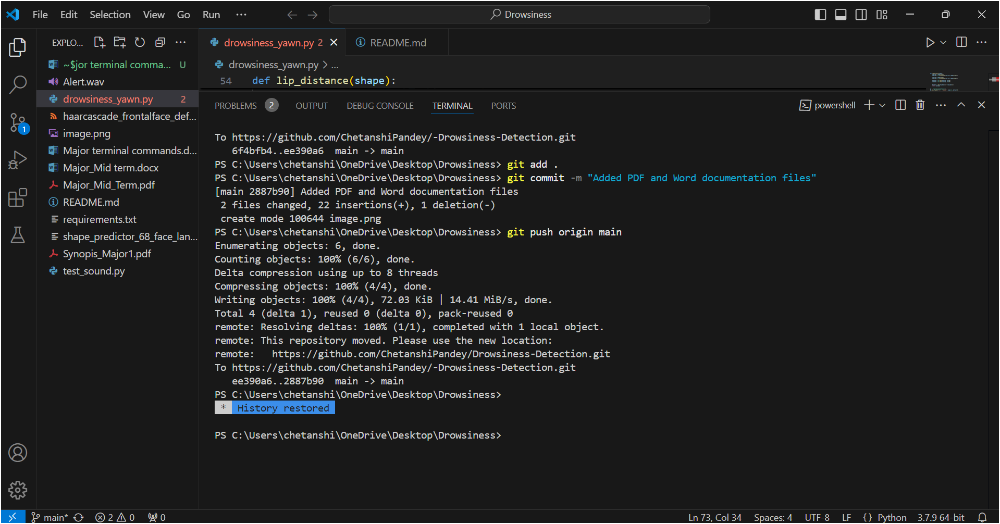 File Edit Selection View Go Run ··· Drowsiness
EXPLO... drowsiness_yawn.py 2 README.md
~$jor terminal comma... U
Alert.wav
drowsiness_yawn.py 2
haarcascade_frontalface_def...
image.png
Major terminal commands.d...
Major_Mid term.docx
Major_Mid_Term.pdf
README.md
requirements.txt
shape_predictor_68_face_lan...
Synopis_Major1.pdf
test_sound.py
1
drowsiness_yawn.py > ...
54 def lip_distance(shape):
PROBLEMS 2 OUTPUT DEBUG CONSOLE TERMINAL PORTS powershell
To https://github.com/ChetanshiPandey/-Drowsiness-Detection.git
6f4bfb4..ee390a6 main -> main
PS C:\Users\chetanshi\OneDrive\Desktop\Drowsiness> git add .
PS C:\Users\chetanshi\OneDrive\Desktop\Drowsiness> git commit -m "Added PDF and Word documentation files"
[main 2887b90] Added PDF and Word documentation files
2 files changed, 22 insertions(+), 1 deletion(-)
create mode 100644 image.png
PS C:\Users\chetanshi\OneDrive\Desktop\Drowsiness> git push origin main
Enumerating objects: 6, done.
Counting objects: 100% (6/6), done.
Delta compression using up to 8 threads
Compressing objects: 100% (4/4), done.
Writing objects: 100% (4/4), 72.03 KiB | 14.41 MiB/s, done.
Total 4 (delta 1), reused 0 (delta 0), pack-reused 0
remote: Resolving deltas: 100% (1/1), completed with 1 local object.
remote: This repository moved. Please use the new location:
remote: https://github.com/ChetanshiPandey/Drowsiness-Detection.git
To https://github.com/ChetanshiPandey/-Drowsiness-Detection.git
ee390a6..2887b90 main -> main
PS C:\Users\chetanshi\OneDrive\Desktop\Drowsiness>
* History restored
PS C:\Users\chetanshi\OneDrive\Desktop\Drowsiness>
main* 2 0 0 Ln 73, Col 34 Spaces: 4 UTF-8 LF {} Python 3.7.9 64-bit